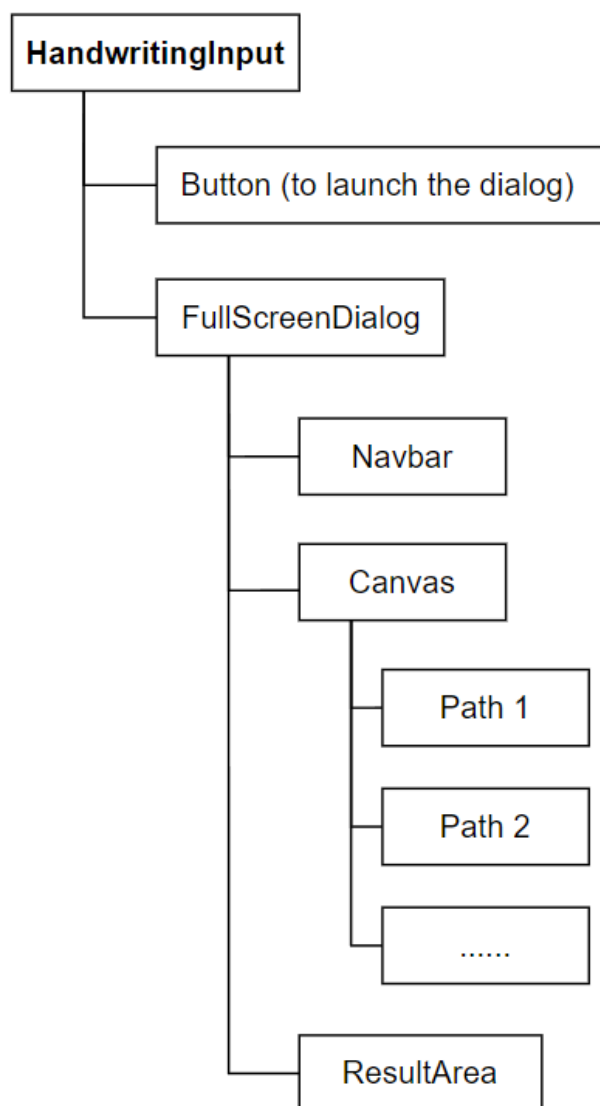 HandwritingInput
Button (to launch the dialog)
FullScreenDialog
Navbar
Canvas
Path 1
Path 2
......
ResultArea